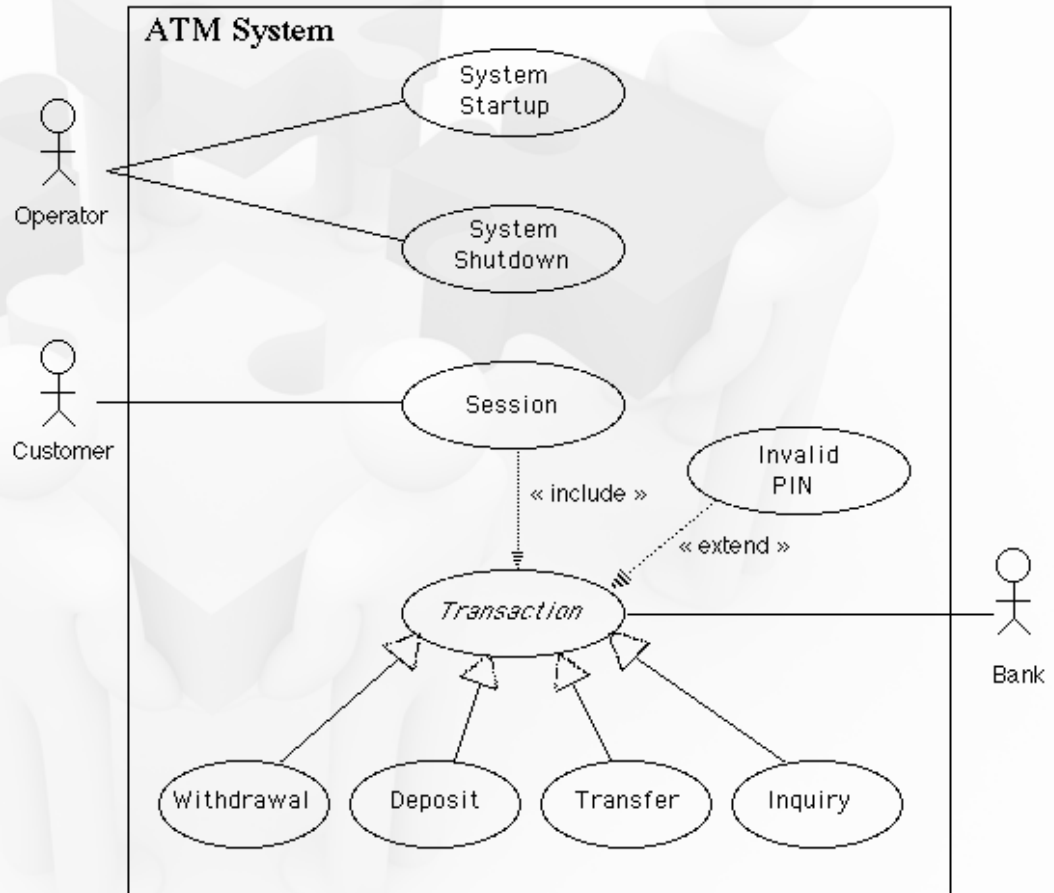 ATM System
System
Startup
Operator
System
Shutdown
Session
Customer
Invalid
PIN
« include »
« extend »
Transaction
Bank
Withdrawal
Deposit
Transfer
Inquiry